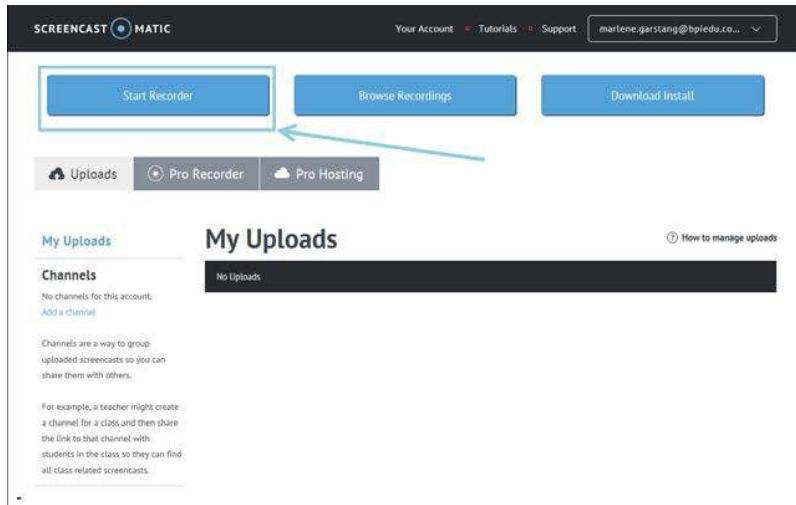 SCREENCAST MATIC
Your Account Tutorials Support marlene.garstang@bpiedu.co...
Start Recorder Browse Recordings Download Install
Uploads Pro Recorder Pro Hosting
My Uploads
Channels
No channels for this account.
Add a channel
Channels are a way to group
uploaded screencasts so you can
share them with others.
For example, a teacher might create
a channel for a class and then share
the link to that channel with
students in the class so they can find
all class related screencasts.
My Uploads
? How to manage uploads
No Uploads